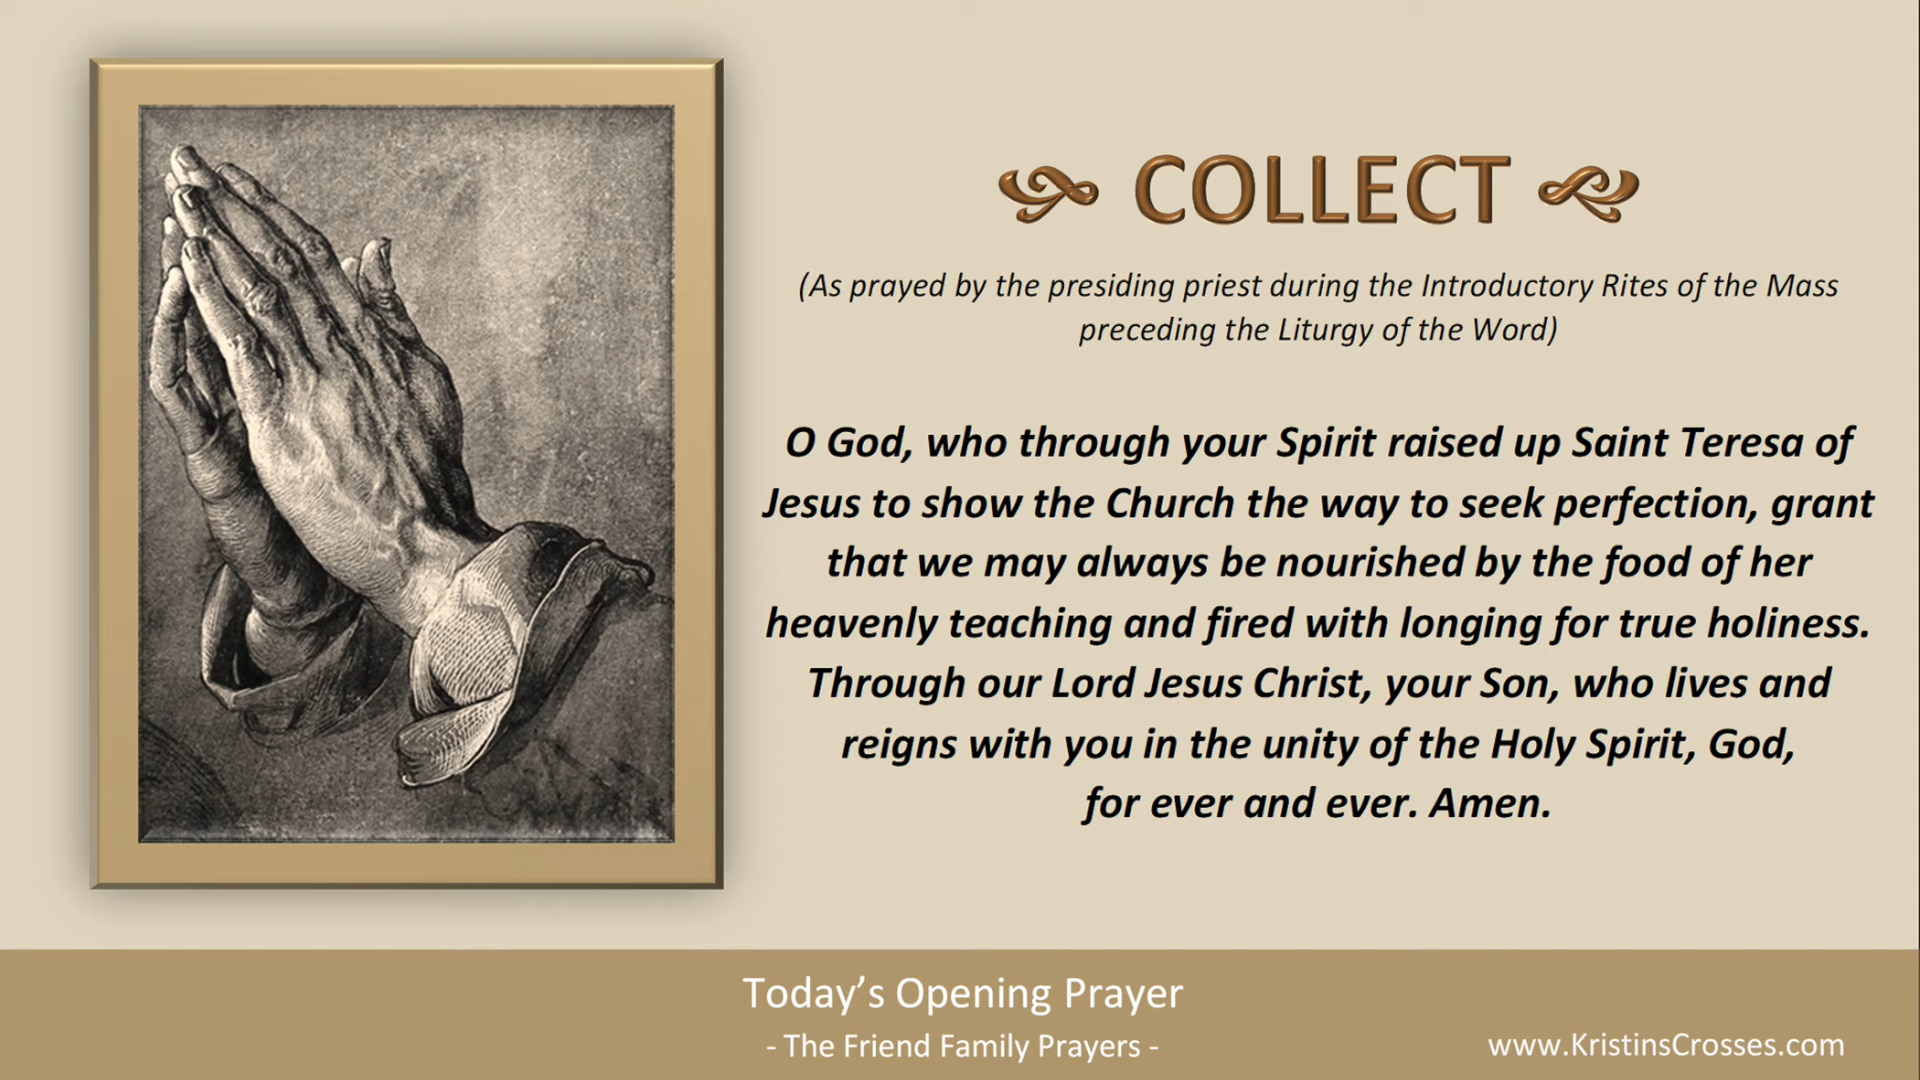 COLLECT
(As prayed by the presiding priest during the Introductory Rites of the Mass
preceding the Liturgy of the Word)
O God, who through your Spirit raised up Saint Teresa of
Jesus to show the Church the way to seek perfection, grant
that we may always be nourished by the food of her
heavenly teaching and fired with longing for true holiness.
Through our Lord Jesus Christ, your Son, who lives and
reigns with you in the unity of the Holy Spirit, God,
for ever and ever. Amen.
Today’s Opening Prayer
- The Friend Family Prayers -
www.KristinsCrosses.com